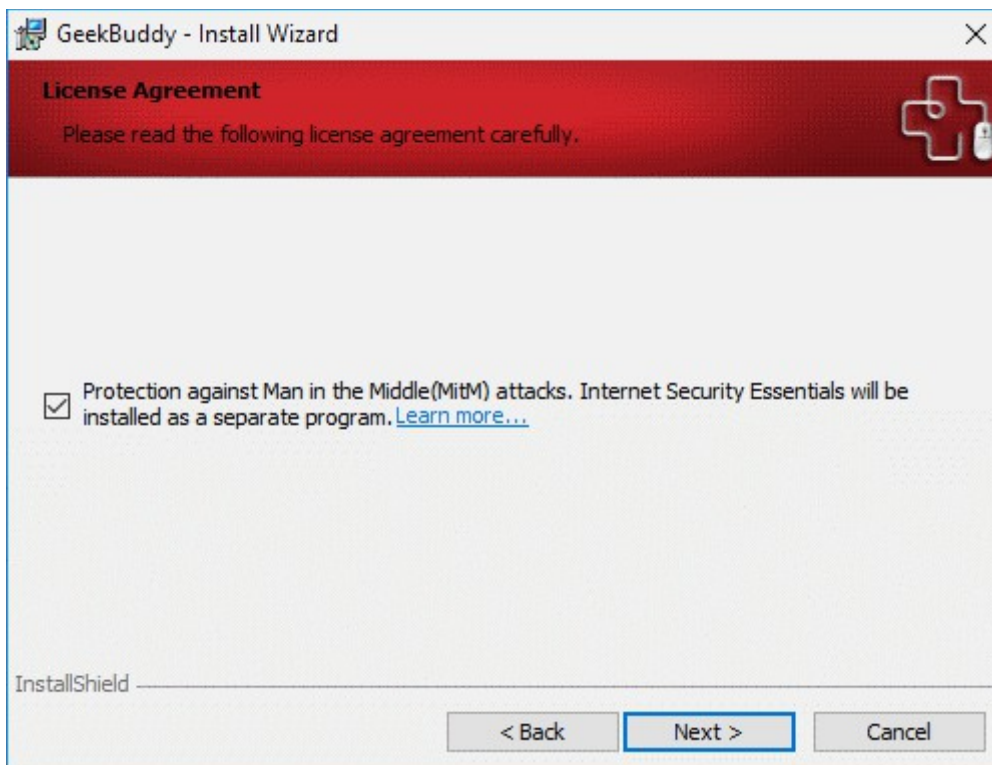 GeekBuddy - Install Wizard
License Agreement
Please read the following license agreement carefully.
Protection against Man in the Middle(MitM) attacks. Internet Security Essentials will be
installed as a separate program. Learn more...
InstallShield
< Back Next > Cancel